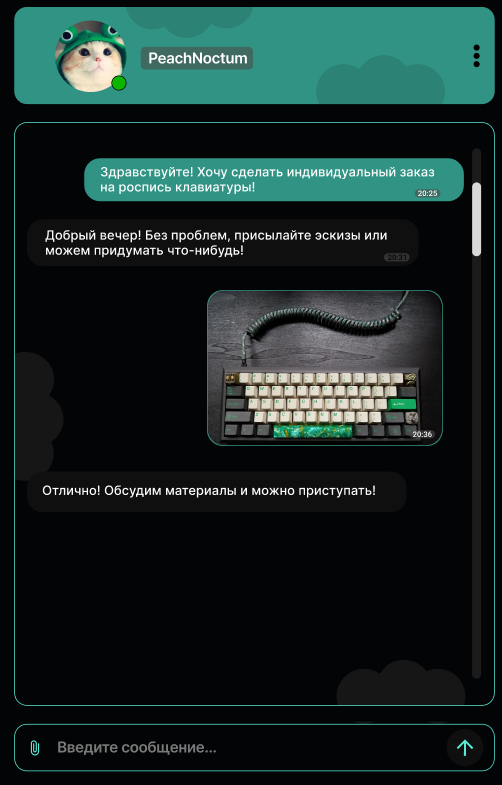 PeachNoctum
Здравствуйте! Хочу сделать индивидуальный заказ
на роспись клавиатуры!
20:25
Добрый вечер! Без проблем, присылайте эскизы или
можем придумать что-нибудь!
20:31
20:36
Отлично! Обсудим материалы и можно приступать!
Введите сообщение...